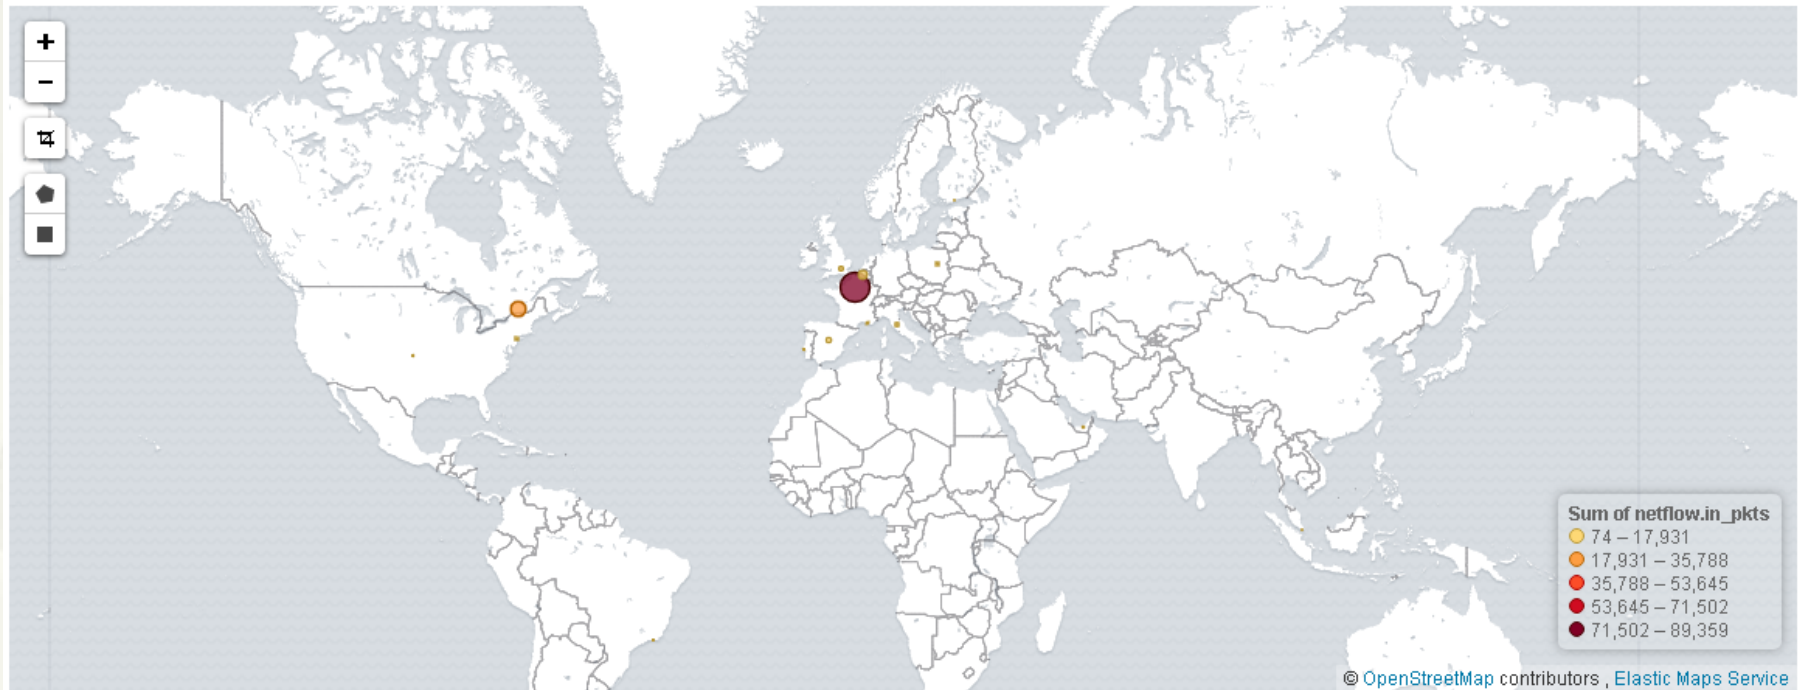 +
−
Sum of netflow.in_pkts
74 – 17,931
17,931 – 35,788
35,788 – 53,645
53,645 – 71,502
71,502 – 89,359
© OpenStreetMap contributors , Elastic Maps Service